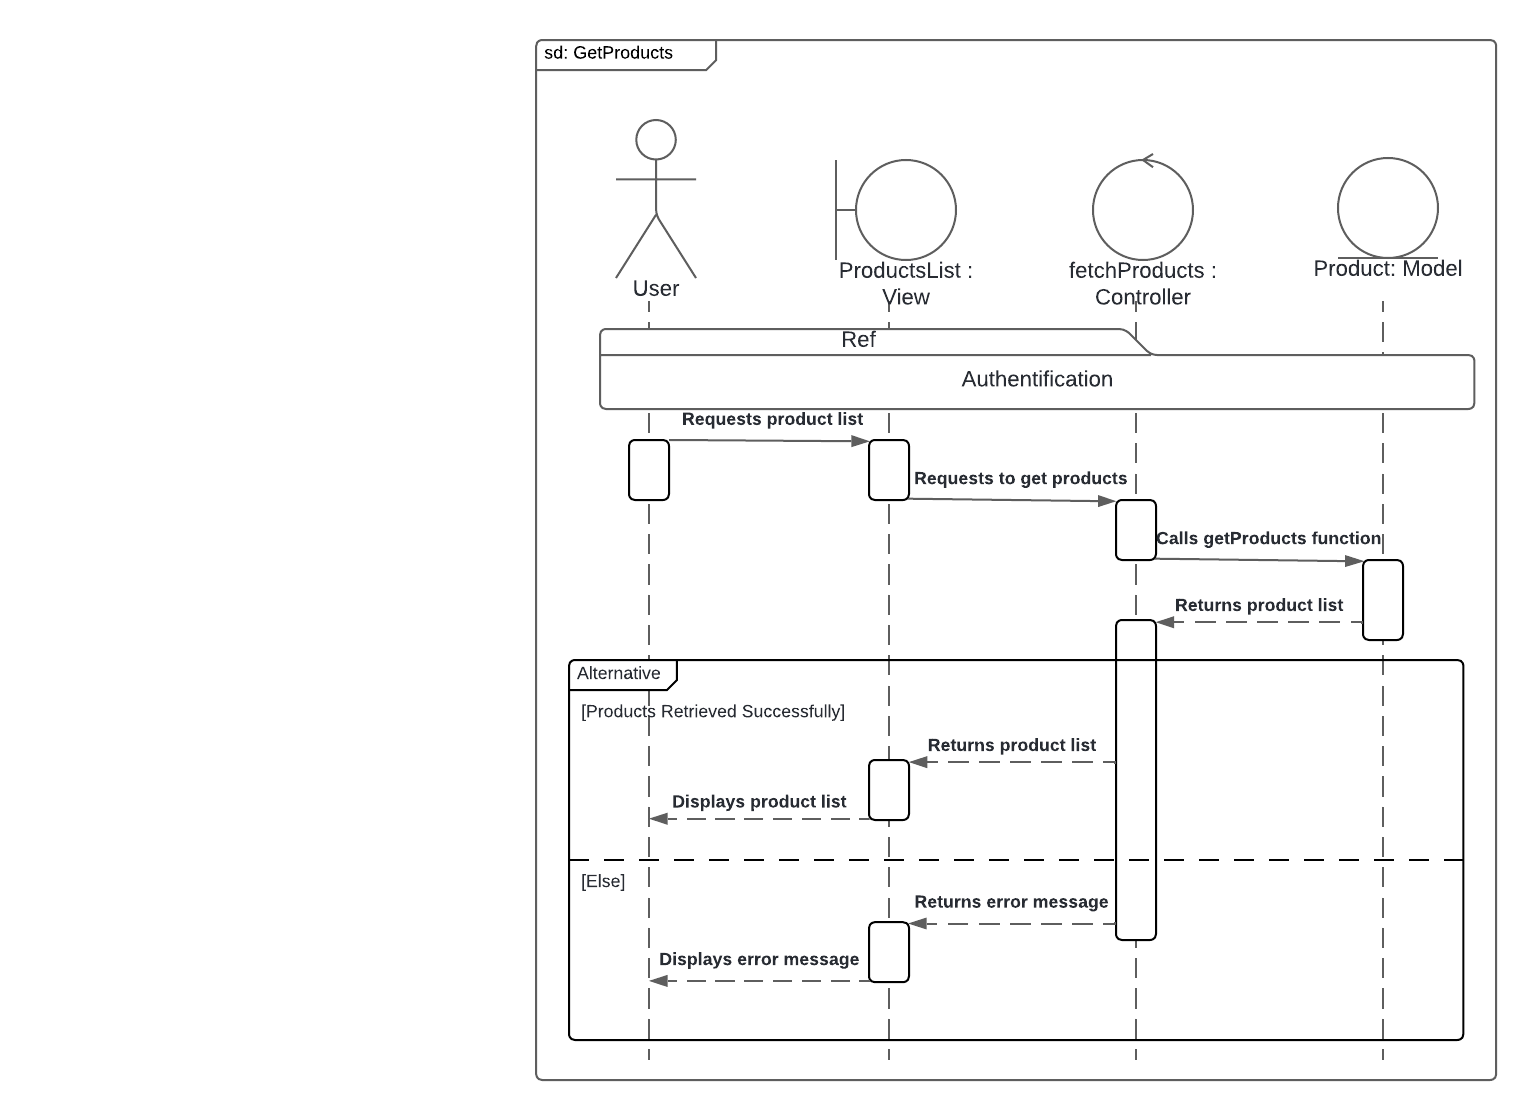 sd: GetProducts
User
ProductsList :
View
fetchProducts :
Controller
Product: Model
Ref
Authentification
Requests product list
Requests to get products
Calls getProducts function
Returns product list
Alternative
[Products Retrieved Successfully]
Returns product list
Displays product list
[Else]
Returns error message
Displays error message